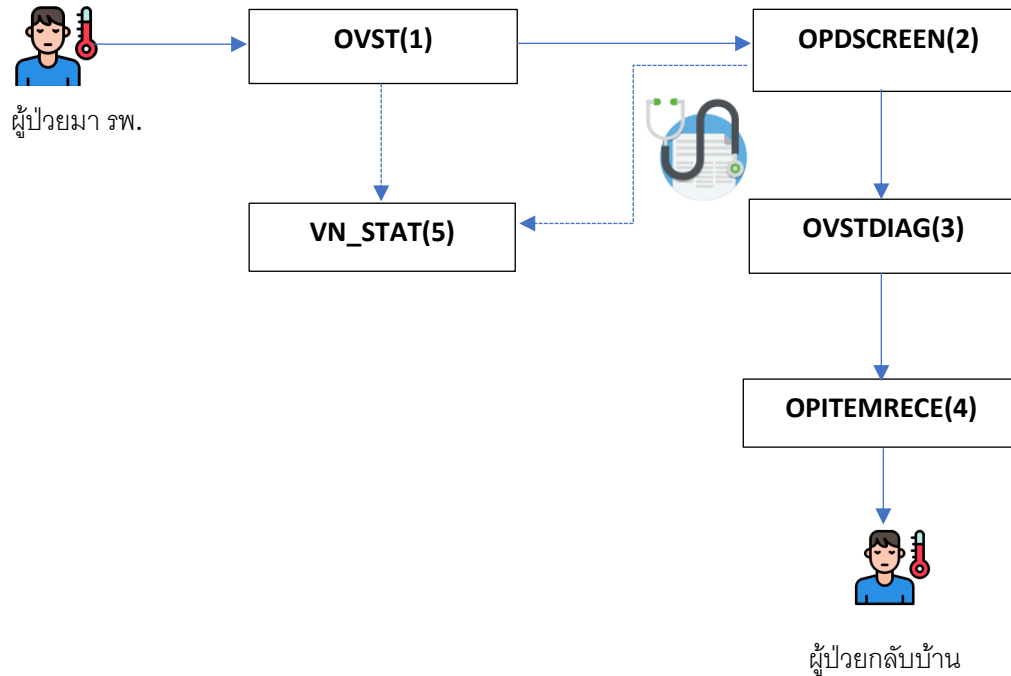 OVST(1)
OPDSCREEN(2)
ผู้ป่วยมา รพ.
VN_STAT(5)
OVSTDIAG(3)
OPITEMRECE(4)
ผู้ป่วยกลับบ้าน